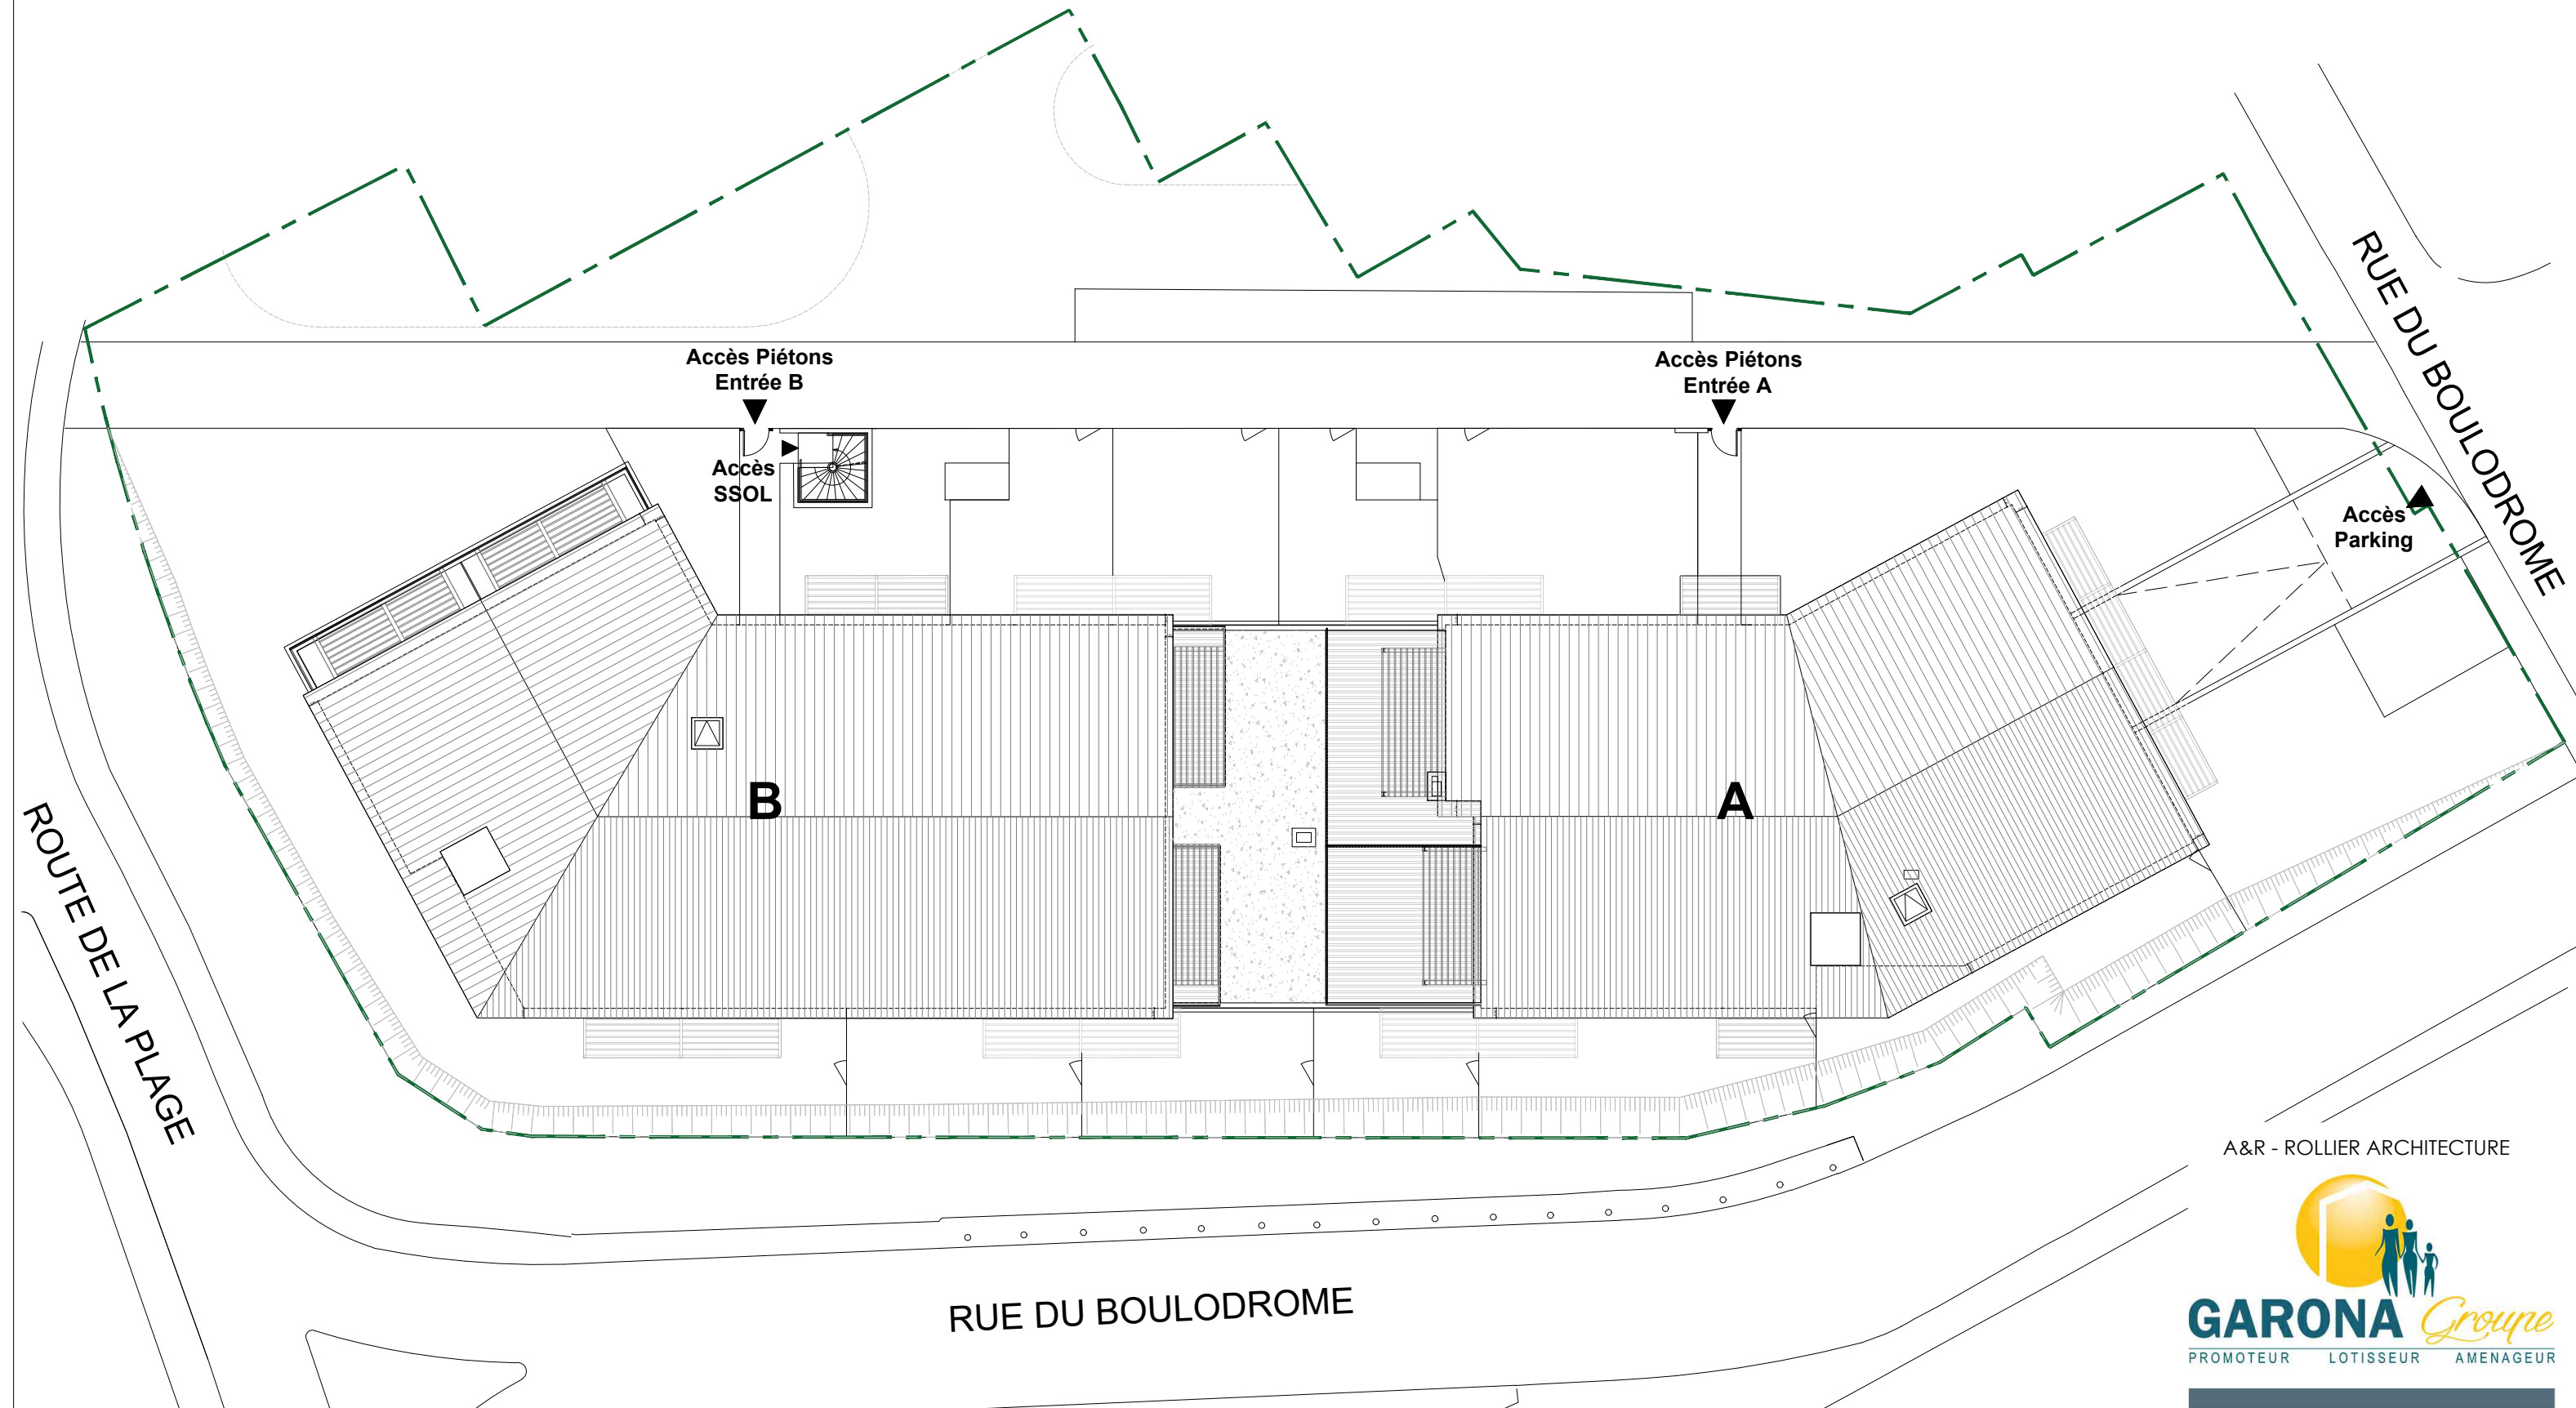 Accès Piétons
Entrée B
Accès Piétons
Entrée A
RUE DU BOULODROME
Accès
SSOL
Accès
Parking
B
A
ROUTE DE LA PLAGE
RUE DU BOULODROME
A&R - ROLLIER ARCHITECTURE
GARONA Groupe
PROMOTEUR LOTISSEUR AMENAGEUR